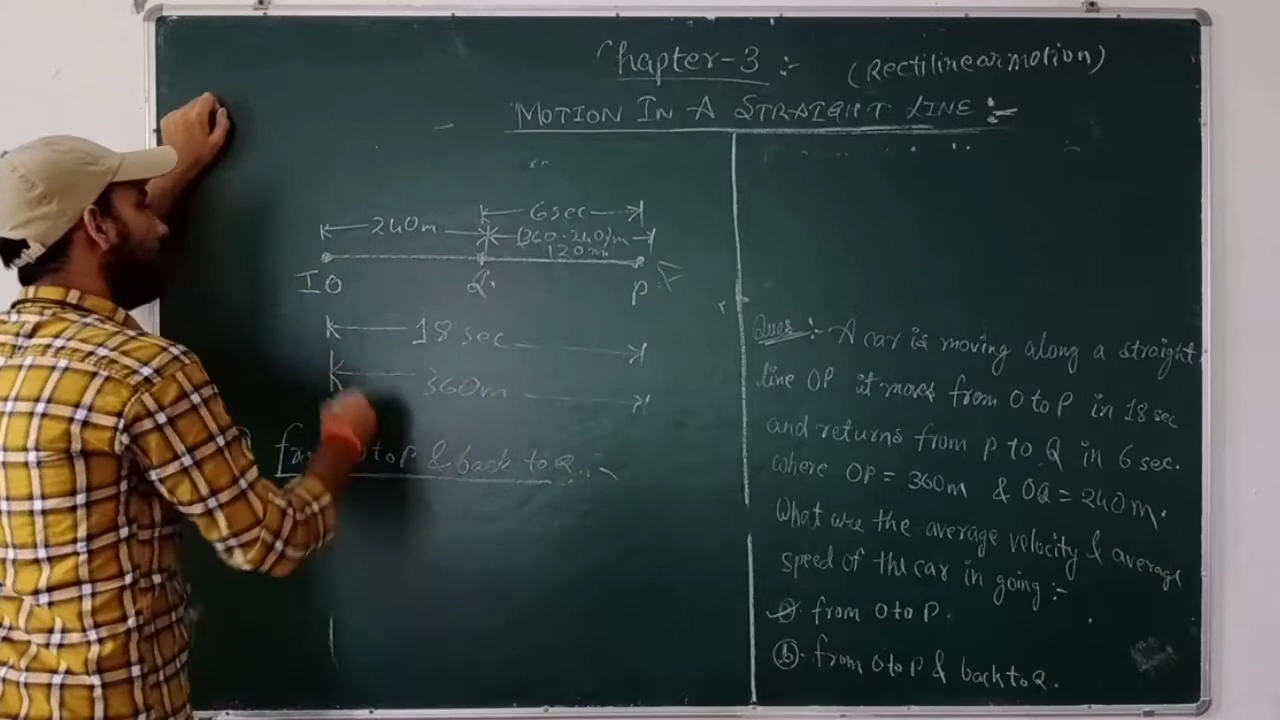 Chapter-3 :- (Rectilinear motion)
MOTION IN A STRAIGHT LINE :-
6 sec
240m (360-240)m
120m
I O Q P
18 sec
360m
to P & back to Q.
Ques :- A car is moving along a straight
line OP it moves from O to P in 18 sec
and returns from P to Q in 6 sec.
where OP = 360m & OQ = 240m.
What are the average velocity & average
speed of the car in going :-
from O to P.
(b). from O to P & back to Q.